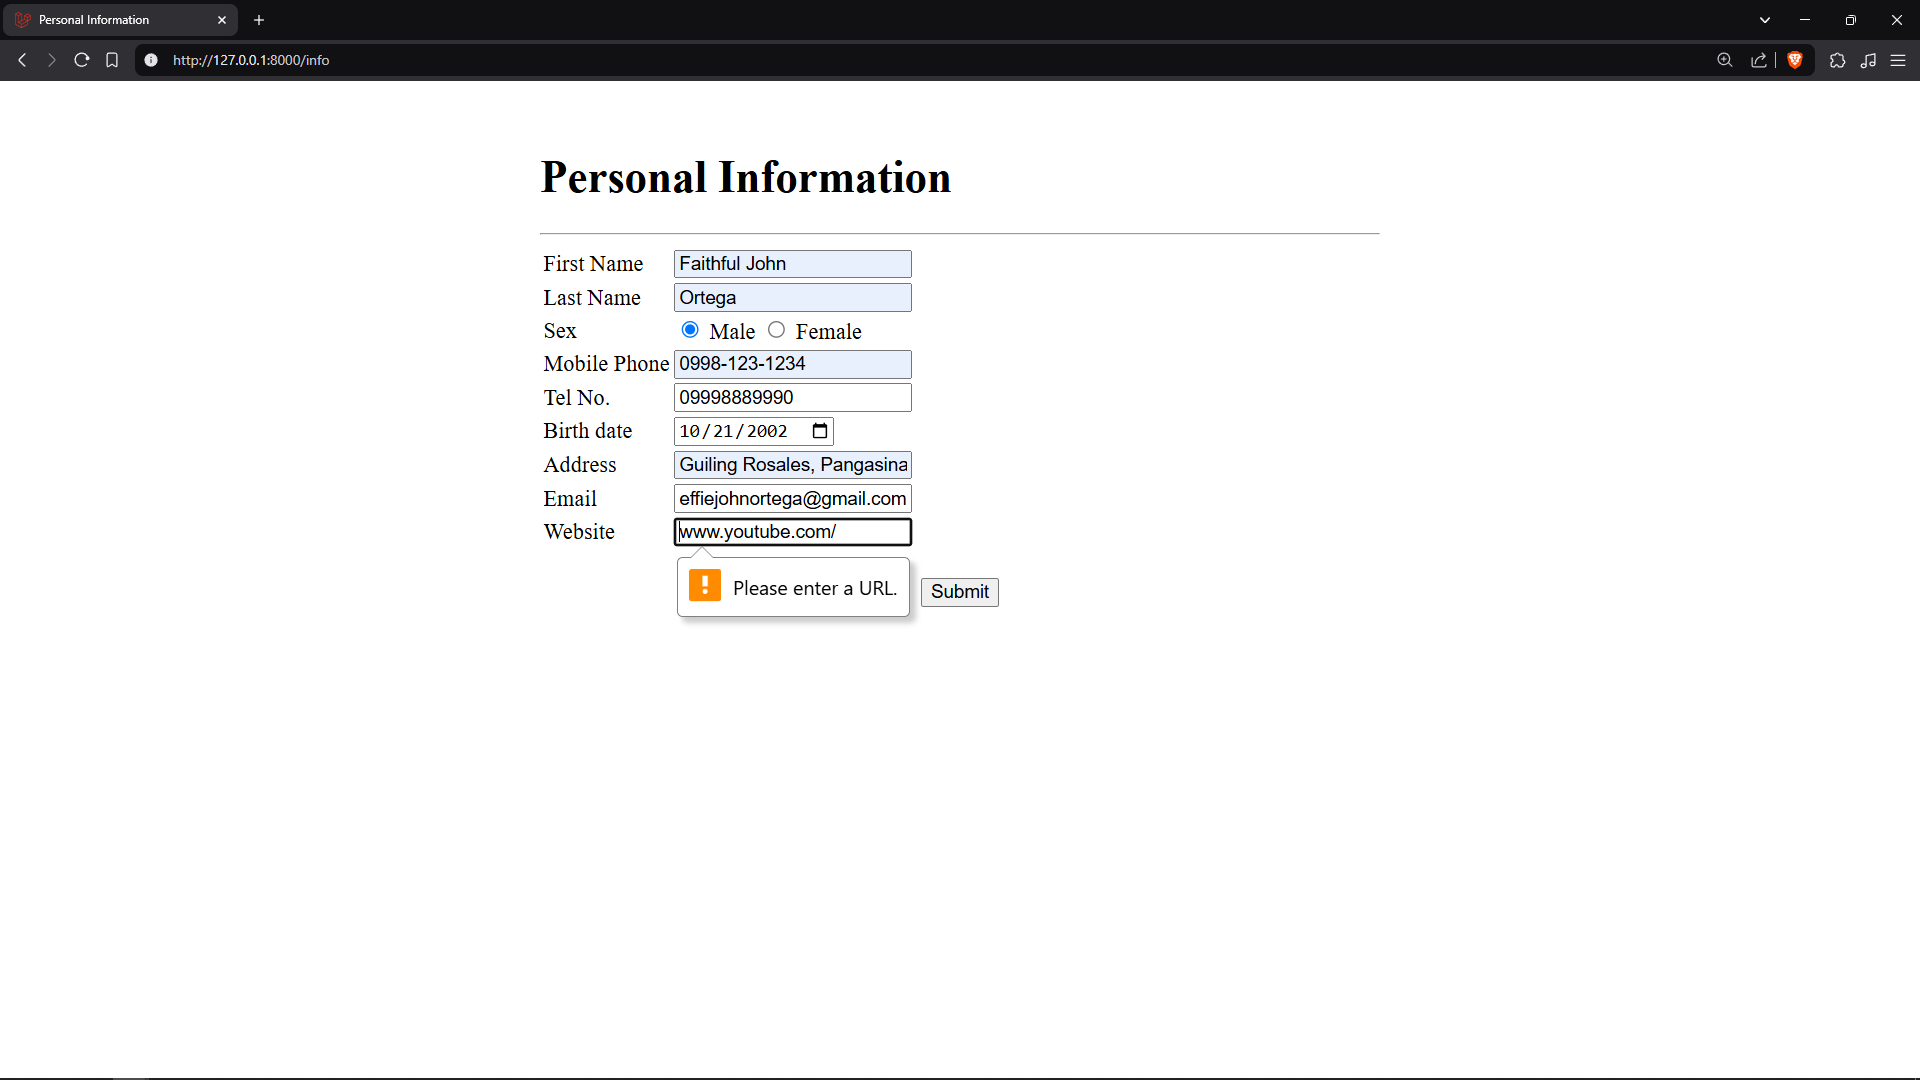 Personal Information
http://127.0.0.1:8000/info
Personal Information
First Name Faithful John
Last Name Ortega
Sex Male Female
Mobile Phone 0998-123-1234
Tel No. 09998889990
Birth date 10/21/2002
Address Guiling Rosales, Pangasina
Email effiejohnortega@gmail.com
Website www.youtube.com/
! Please enter a URL. Submit